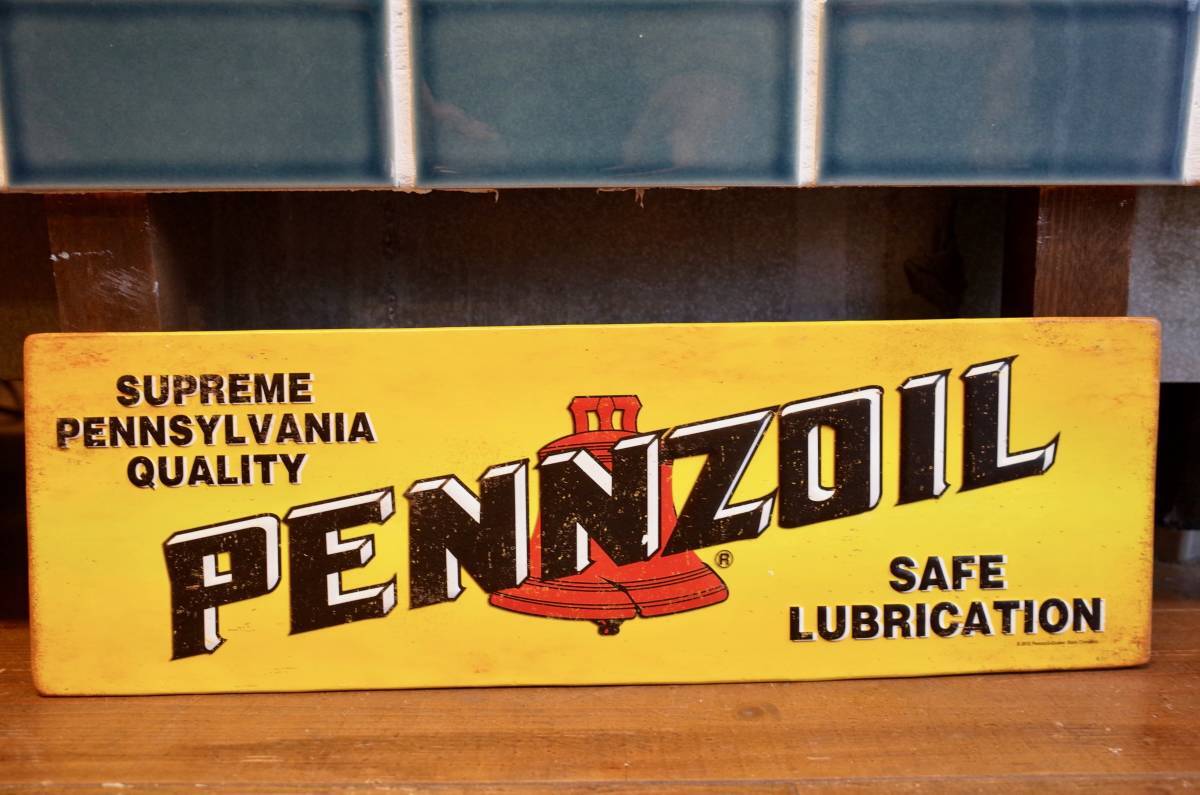 SUPREME
PENNSYLVANIA
QUALITY
PENNZOIL
®
SAFE
LUBRICATION